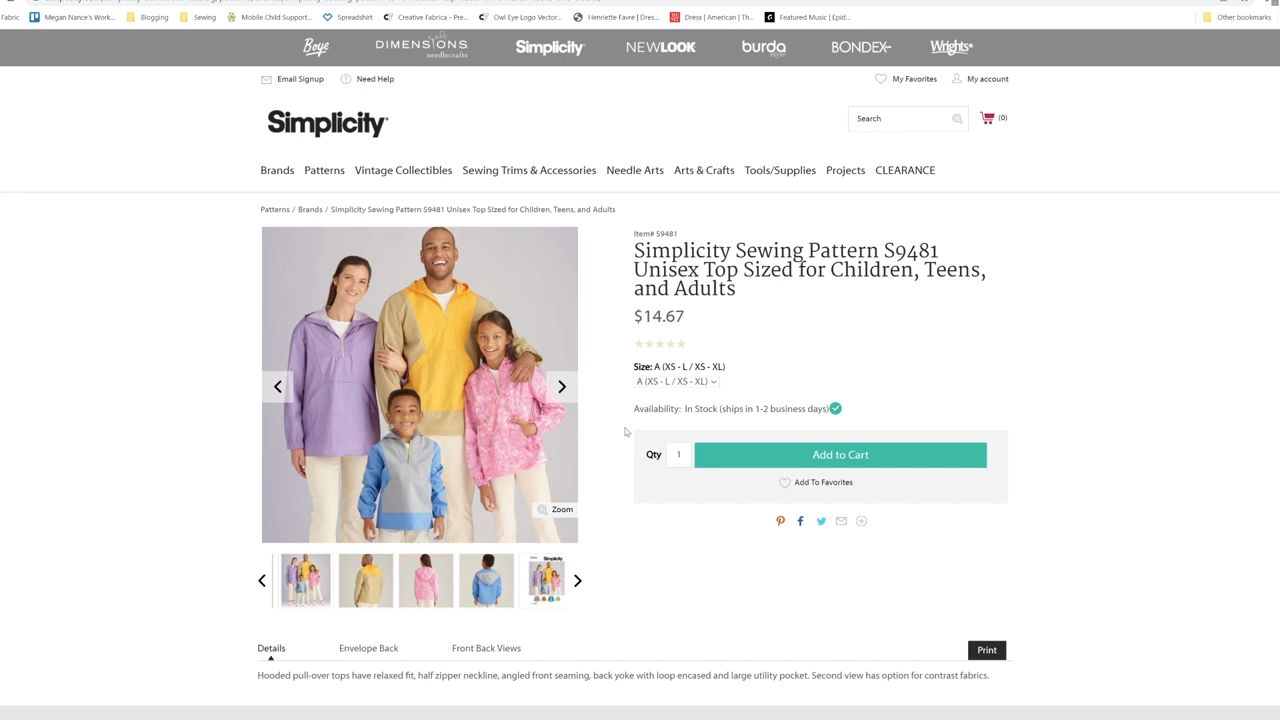 Fabric Megan Nance's Work... Blogging Sewing Mobile Child Support... Spreadshirt Creative Fabrica - Pre... Owl Eye Logo Vector... Henriette Favre | Dres... Dress | American | Th... Featured Music | Epid... Other bookmarks
Boye DIMENSIONS needlecrafts Simplicity NEWLOOK burda style BONDEX Wrights
Email Signup Need Help My Favorites My account
Simplicity Search (0)
Brands Patterns Vintage Collectibles Sewing Trims & Accessories Needle Arts Arts & Crafts Tools/Supplies Projects CLEARANCE
Patterns / Brands / Simplicity Sewing Pattern S9481 Unisex Top Sized for Children, Teens, and Adults
Item# S9481
Simplicity Sewing Pattern S9481
Unisex Top Sized for Children, Teens,
and Adults
$14.67
Size: A (XS - L / XS - XL)
A (XS - L / XS - XL)
Availability: In Stock (ships in 1-2 business days)
Qty 1 Add to Cart
Add To Favorites
Zoom
Simplicity
Details Envelope Back Front Back Views Print
Hooded pull-over tops have relaxed fit, half zipper neckline, angled front seaming, back yoke with loop encased and large utility pocket. Second view has option for contrast fabrics.